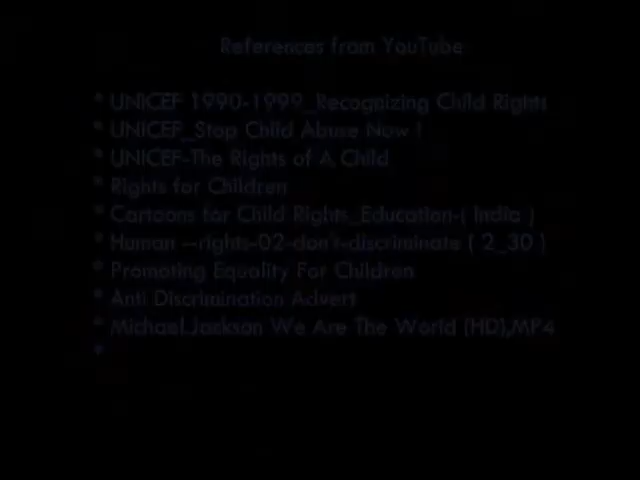 References from YouTube
* UNICEF 1990-1999_Recognizing Child Rights
* UNICEF_Stop Child Abuse Now !
* UNICEF-The Rights of A Child
* Rights for Children
* Cartoons for Child Rights_Education-( India )
* Human --rights-02-don't-discriminate ( 2_30 )
* Promoting Equality For Children
* Anti Discrimination Advert
* Michael.Jackson We Are The World (HD),MP4
*